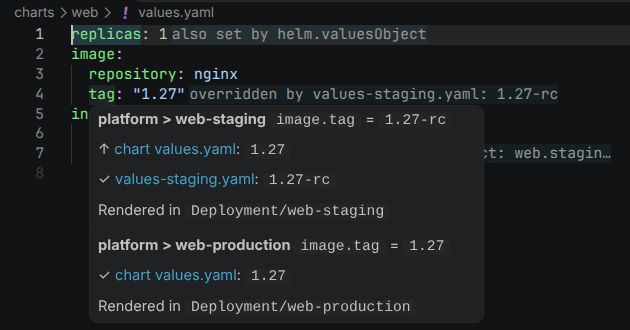 charts > web > ! values.yaml
1 replicas: 1 also set by helm.valuesObject
2 image:
3 repository: nginx
4 tag: "1.27" overridden by values-staging.yaml: 1.27-rc
5 in
6
7 ct: web.stagin…
8
platform > web-staging image.tag = 1.27-rc
↑ chart values.yaml: 1.27
✓ values-staging.yaml: 1.27-rc
Rendered in Deployment/web-staging
platform > web-production image.tag = 1.27
✓ chart values.yaml: 1.27
Rendered in Deployment/web-production